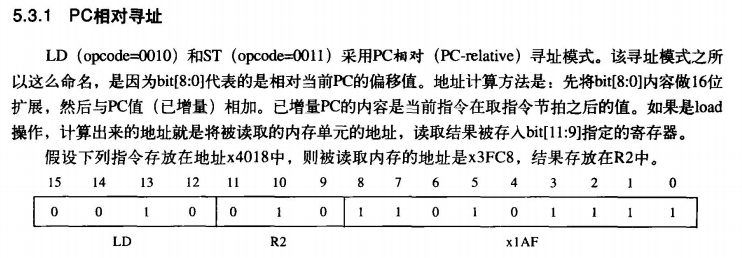 5.3.1 PC相对寻址
LD（opcode=0010）和ST（opcode=0011）采用PC相对（PC-relative）寻址模式。该寻址模式之所
以这么命名，是因为bit[8:0]代表的是相对当前PC的偏移值。地址计算方法是：先将bit[8:0]内容做16位
扩展，然后与PC值（已增量）相加。已增量PC的内容是当前指令在取指令节拍之后的值。如果是load
操作，计算出来的地址就是将被读取的内存单元的地址，读取结果被存入bit[11:9]指定的寄存器。
假设下列指令存放在地址x4018中，则被读取内存的地址是x3FC8，结果存放在R2中。
15 14 13 12 11 10 9 8 7 6 5 4 3 2 1 0
0 0 1 0 0 1 0 1 1 0 1 0 1 1 1 1
LD R2 x1AF